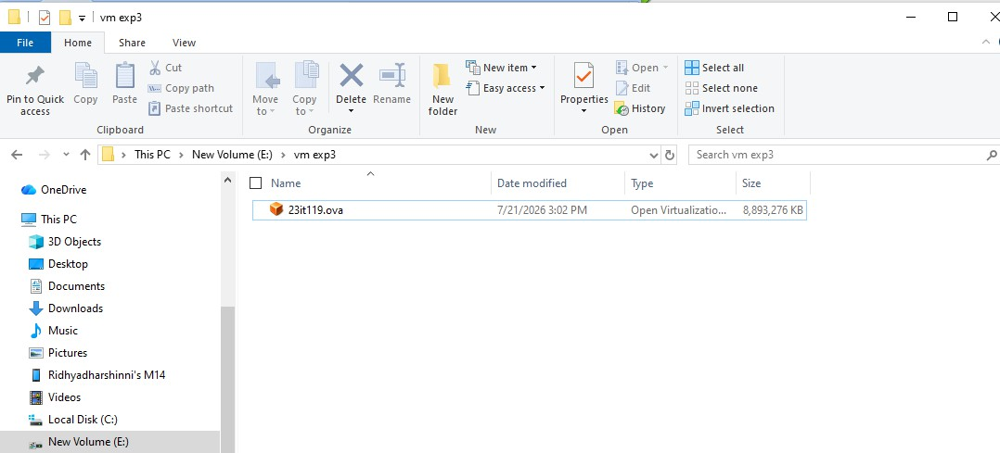 vm exp3
File Home Share View
Pin to Quick access
Copy
Paste
Cut
Copy path
Paste shortcut
Clipboard
Move to
Copy to
Delete
Rename
Organize
New folder
New item
Easy access
New
Properties
Open
Edit
History
Open
Select all
Select none
Invert selection
Select
This PC New Volume (E:) vm exp3
Search vm exp3
OneDrive
This PC
3D Objects
Desktop
Documents
Downloads
Music
Pictures
Ridhyadharshinni's M14
Videos
Local Disk (C:)
New Volume (E:)
Name Date modified Type Size
23it119.ova 7/21/2026 3:02 PM Open Virtualizatio... 8,893,276 KB